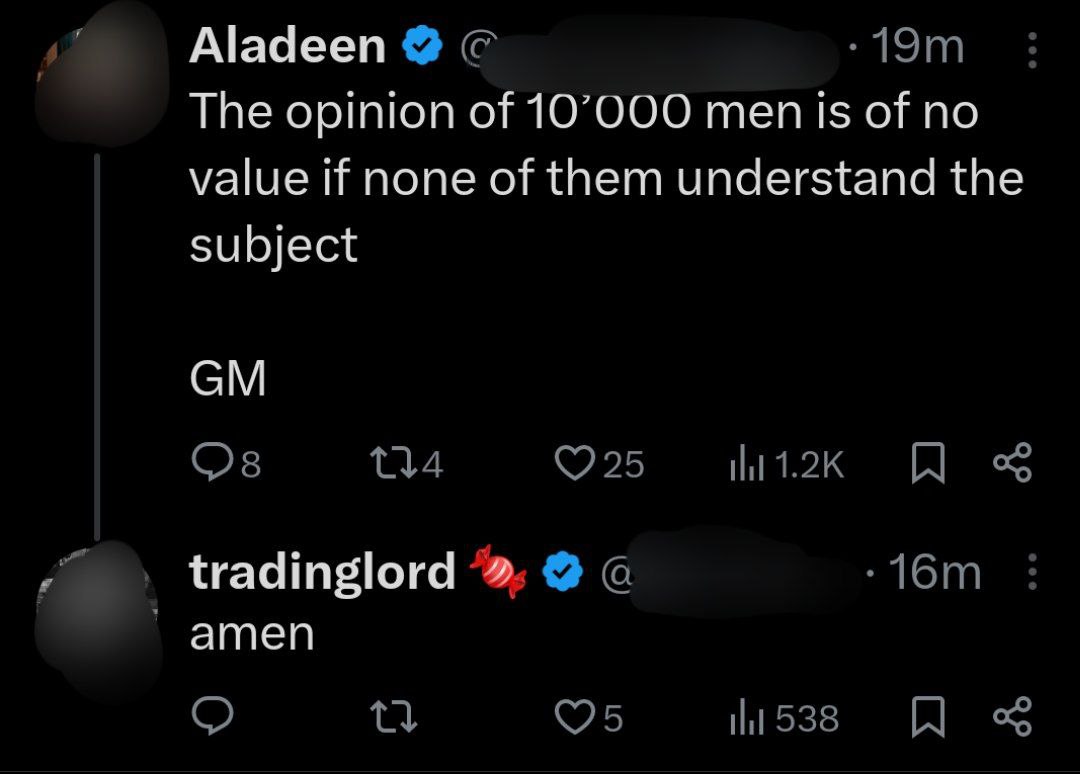 Aladeen @ · 19m
The opinion of 10’000 men is of no
value if none of them understand the
subject
GM
8 4 25 1.2K
tradinglord 🍬 @ · 16m
amen
5 538